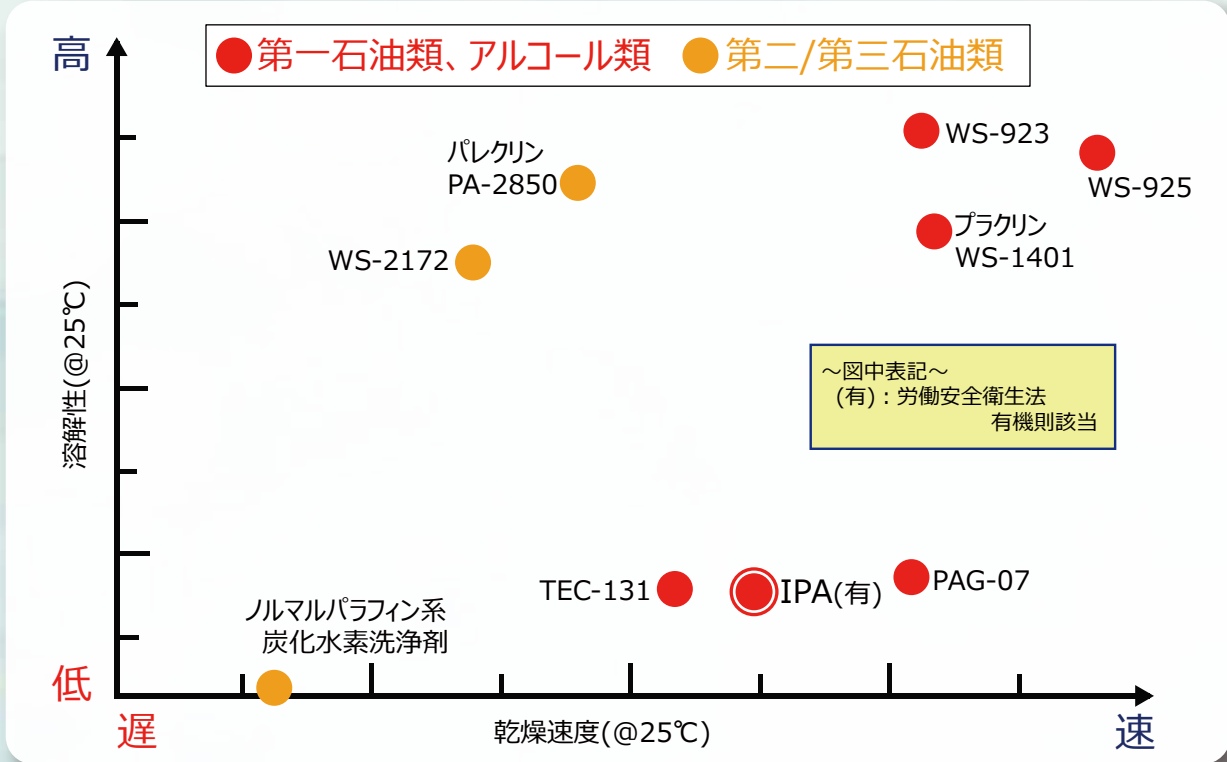 高
第一石油類、アルコール類 第二/第三石油類
WS-923
WS-925
パレクリン
PA-2850
プラクリン
WS-1401
WS-2172
溶解性(@25℃)
～図中表記～
(有)：労働安全衛生法
有機則該当
TEC-131
IPA(有)
PAG-07
ノルマルパラフィン系
炭化水素洗浄剤
低
遅
乾燥速度(@25℃)
速